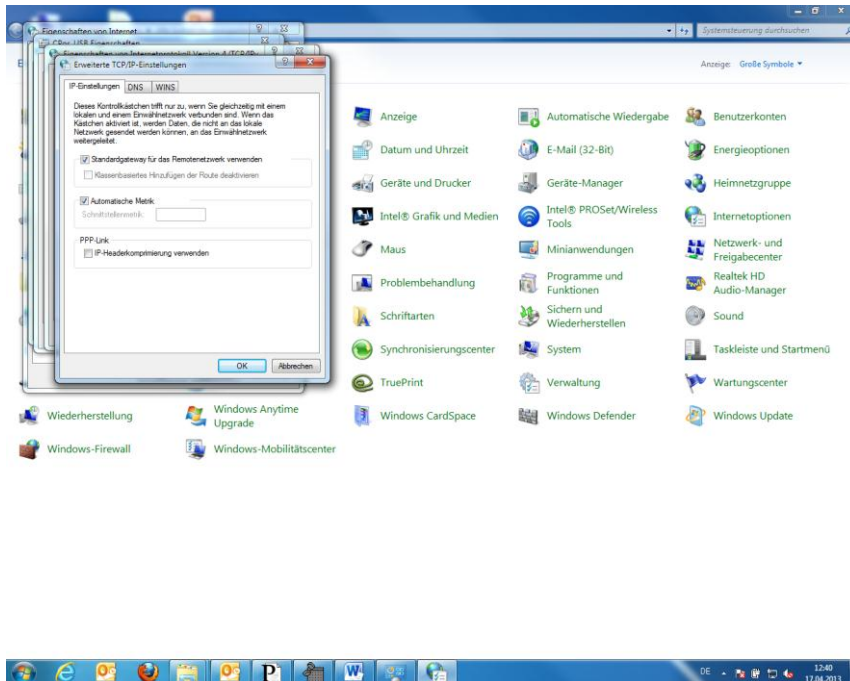 Eigenschaften von Internet
CPos USB Eigenschaften
Eigenschaften von Internetprotokoll Version 4 (TCP/IPv
Erweiterte TCP/IP-Einstellungen
IP-Einstellungen DNS WINS
Dieses Kontrollkästchen trifft nur zu, wenn Sie gleichzeitig mit einem
lokalen und einem Einwählnetzwerk verbunden sind. Wenn das
Kästchen aktiviert ist, werden Daten, die nicht an das lokale
Netzwerk gesendet werden können, an das Einwählnetzwerk
weitergeleitet.
Standardgateway für das Remotenetzwerk verwenden
Klassenbasiertes Hinzufügen der Route deaktivieren
Automatische Metrik
Schnittstellenmetrik:
PPP-Link
IP-Headerkomprimierung verwenden
OK Abbrechen
Systemsteuerung durchsuchen
Anzeige: Große Symbole
Anzeige Automatische Wiedergabe Benutzerkonten
Datum und Uhrzeit E-Mail (32-Bit) Energieoptionen
Geräte und Drucker Geräte-Manager Heimnetzgruppe
Intel® Grafik und Medien Intel® PROSet/Wireless Internetoptionen
Tools
Maus Minianwendungen Netzwerk- und
Freigabecenter
Problembehandlung Programme und Realtek HD
Funktionen Audio-Manager
Schriftarten Sichern und Sound
Wiederherstellen
Synchronisierungscenter System Taskleiste und Startmenü
TruePrint Verwaltung Wartungscenter
Wiederherstellung Windows Anytime Windows CardSpace Windows Defender Windows Update
Upgrade
Windows-Firewall Windows-Mobilitätscenter
DE 12:40
17.04.2013